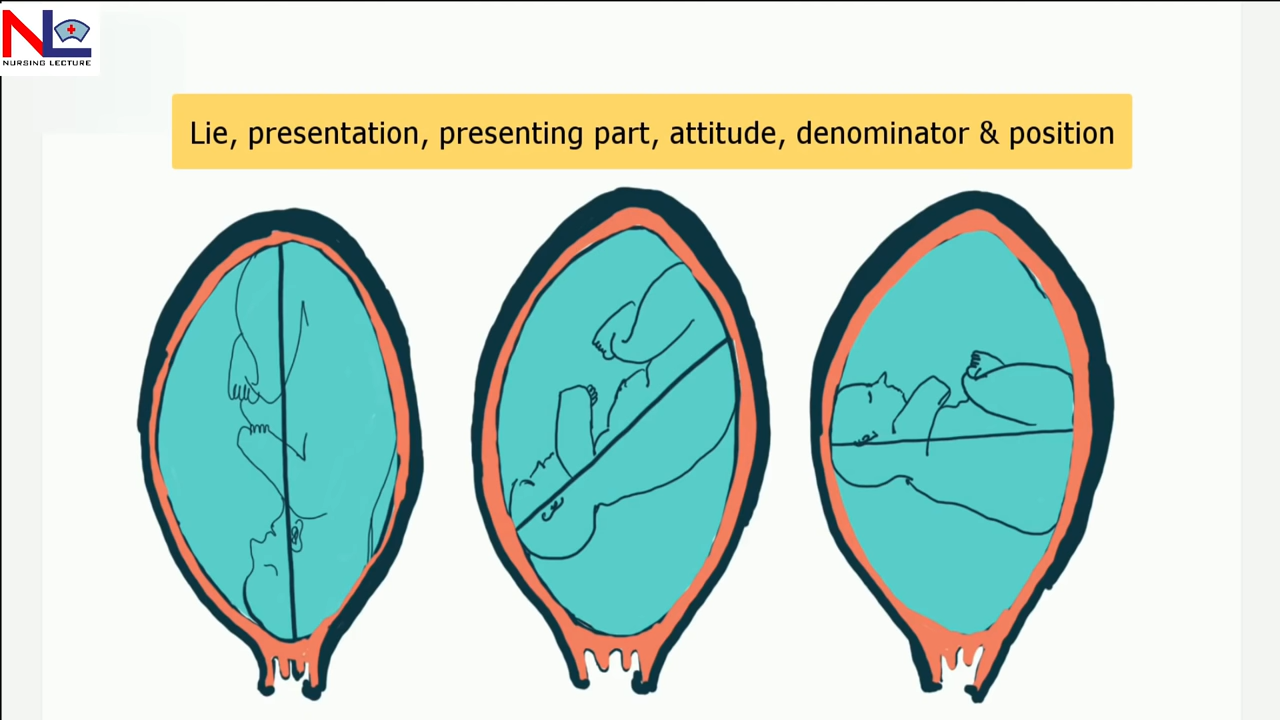 NL
NURSING LECTURE
Lie, presentation, presenting part, attitude, denominator & position